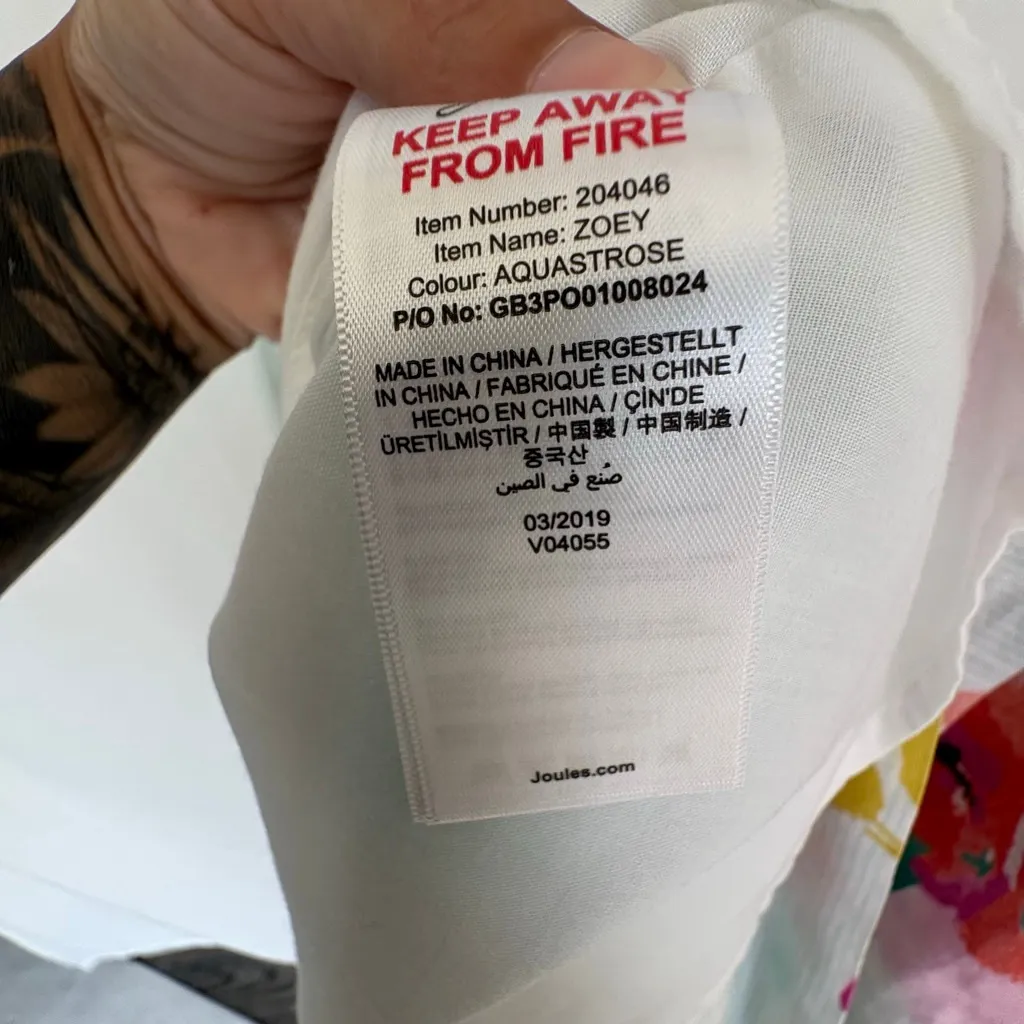 KEEP AWAY
FROM FIRE
Item Number: 204046
Item Name: ZOEY
Colour: AQUASTROSE
P/O No: GB3PO01008024
MADE IN CHINA / HERGESTELLT
IN CHINA / FABRIQUÉ EN CHINE /
HECHO EN CHINA / ÇİN'DE
ÜRETİLMİŞTİR / 中国製 / 中国制造 /
중국산
صُنع في الصين
03/2019
V04055
Joules.com